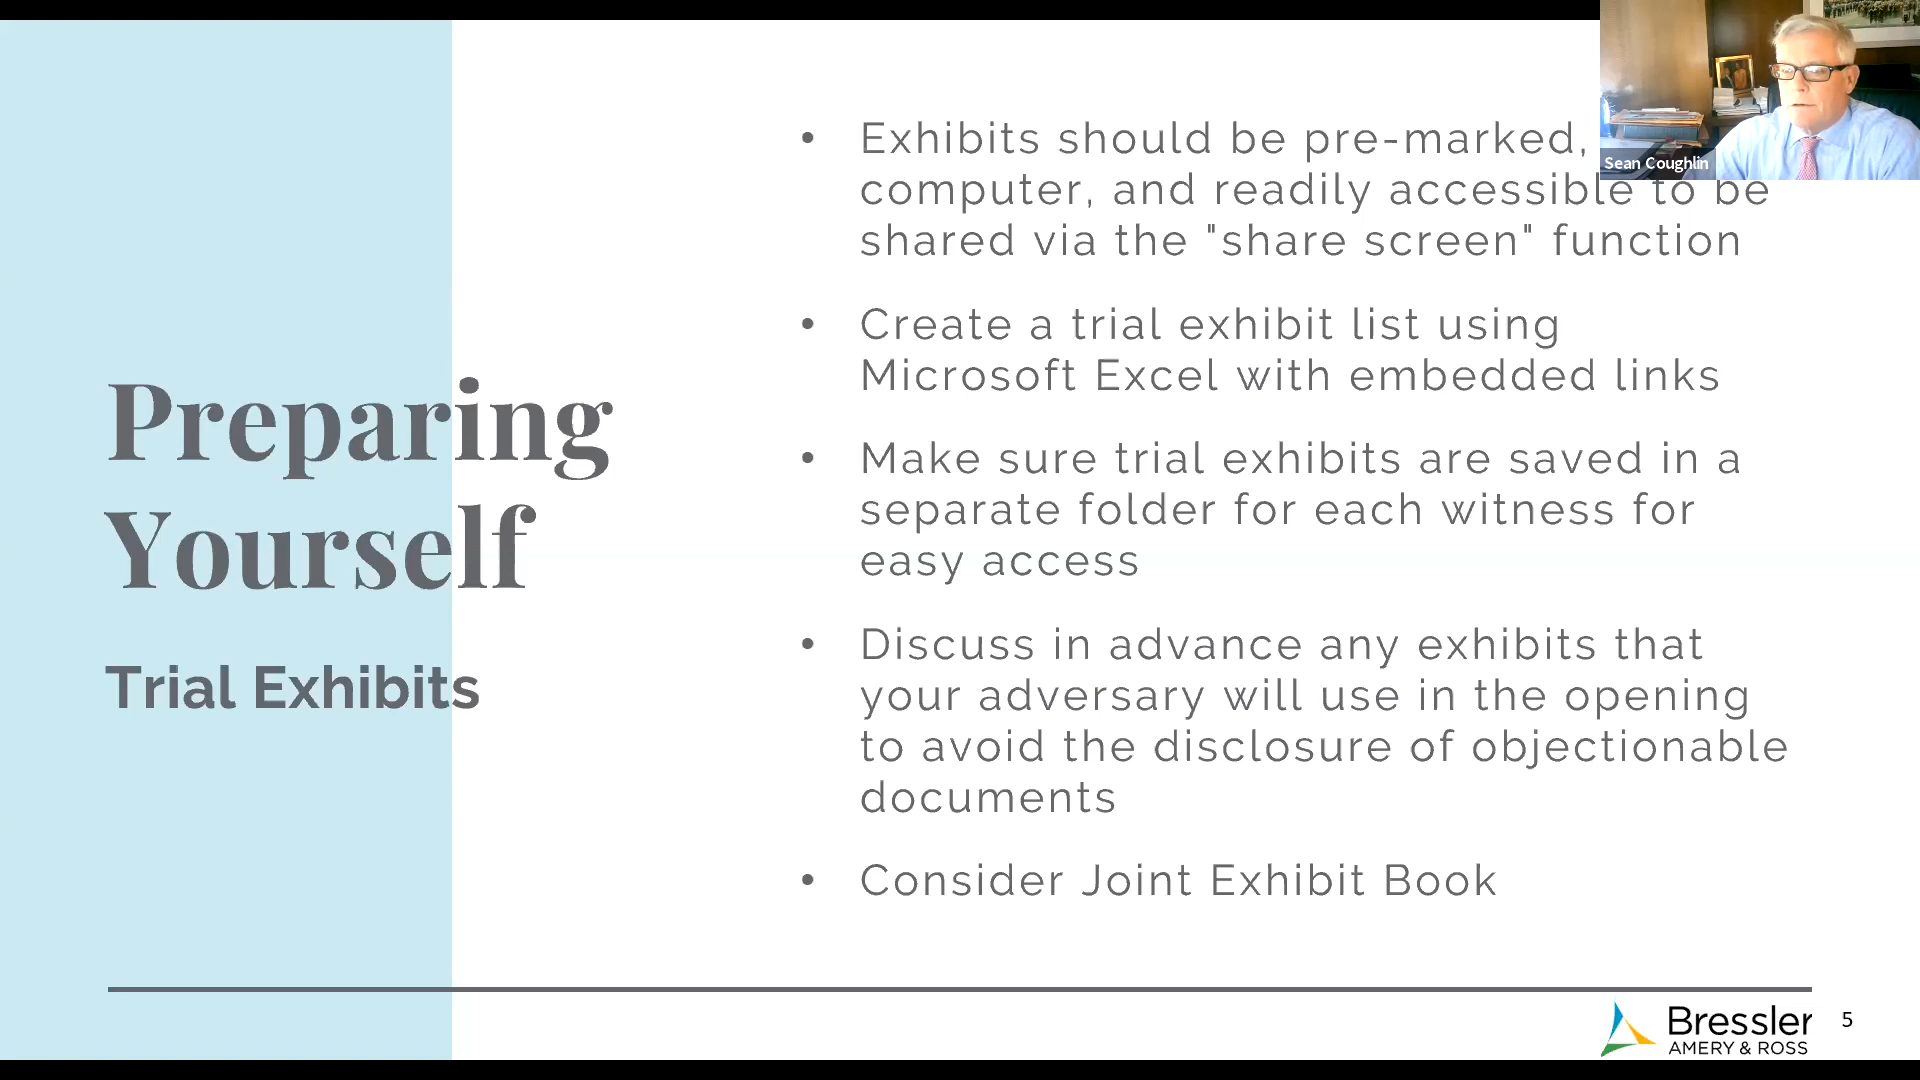 Preparing
Yourself
Trial Exhibits
• Exhibits should be pre-marked,
computer, and readily accessible to be
shared via the "share screen" function
• Create a trial exhibit list using
Microsoft Excel with embedded links
• Make sure trial exhibits are saved in a
separate folder for each witness for
easy access
• Discuss in advance any exhibits that
your adversary will use in the opening
to avoid the disclosure of objectionable
documents
• Consider Joint Exhibit Book
Sean Coughlin
Bressler
AMERY & ROSS
5